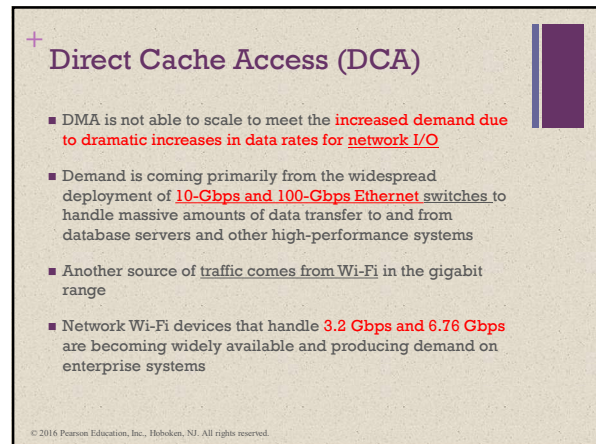 +
Direct Cache Access (DCA)
■ DMA is not able to scale to meet the increased demand due
to dramatic increases in data rates for network I/O
■ Demand is coming primarily from the widespread
deployment of 10-Gbps and 100-Gbps Ethernet switches to
handle massive amounts of data transfer to and from
database servers and other high-performance systems
■ Another source of traffic comes from Wi-Fi in the gigabit
range
■ Network Wi-Fi devices that handle 3.2 Gbps and 6.76 Gbps
are becoming widely available and producing demand on
enterprise systems
© 2016 Pearson Education, Inc., Hoboken, NJ. All rights reserved.